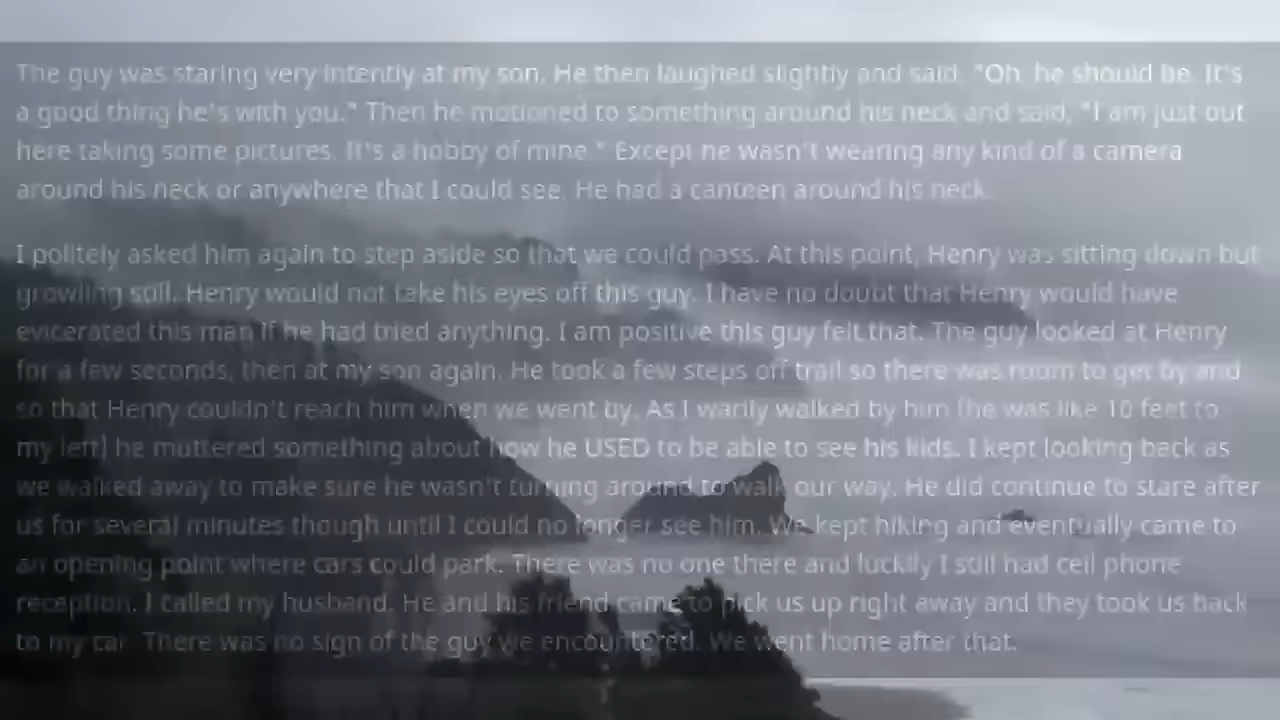 The guy was staring very intently at my son. He then laughed slightly and said, "Oh, he should be. It's
a good thing he's with you." Then he motioned to something around his neck and said, "I am just out
here taking some pictures. It's a hobby of mine." Except he wasn't wearing any kind of a camera
around his neck or anywhere that I could see. He had a canteen around his neck.
I politely asked him again to step aside so that we could pass. At this point, Henry was sitting down but
growling still. Henry would not take his eyes off this guy. I have no doubt that Henry would have
evicerated this man if he had tried anything. I am positive this guy felt that. The guy looked at Henry
for a few seconds, then at my son again. He took a few steps off trail so there was room to get by and
so that Henry couldn't reach him when we went by. As I warily walked by him (he was like 10 feet to
my left) he muttered something about how he USED to be able to see his kids. I kept looking back as
we walked away to make sure he wasn't turning around to walk our way. He did continue to stare after
us for several minutes though until I could no longer see him. We kept hiking and eventually came to
an opening point where cars could park. There was no one there and luckily I still had cell phone
reception. I called my husband. He and his friend came to pick us up right away and they took us back
to my car. There was no sign of the guy we encountered. We went home after that.